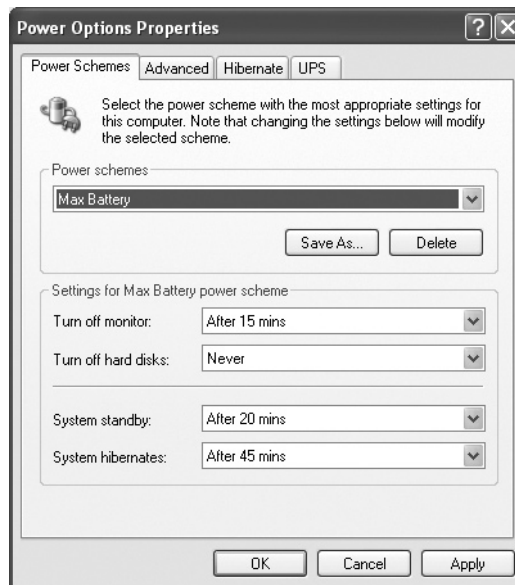 Power Options Properties
Power Schemes Advanced Hibernate UPS
Select the power scheme with the most appropriate settings for
this computer. Note that changing the settings below will modify
the selected scheme.
Power schemes
Max Battery
Save As... Delete
Settings for Max Battery power scheme
Turn off monitor: After 15 mins
Turn off hard disks: Never
System standby: After 20 mins
System hibernates: After 45 mins
OK Cancel Apply